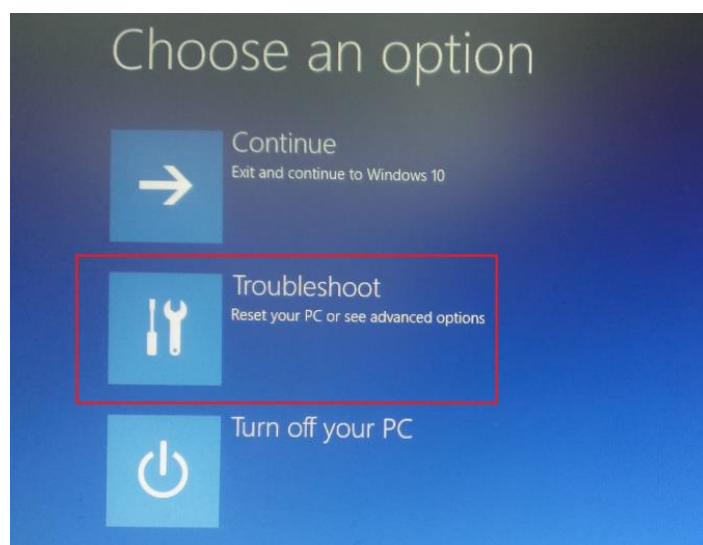 Choose an option
Continue
Exit and continue to Windows 10
Troubleshoot
Reset your PC or see advanced options
Turn off your PC